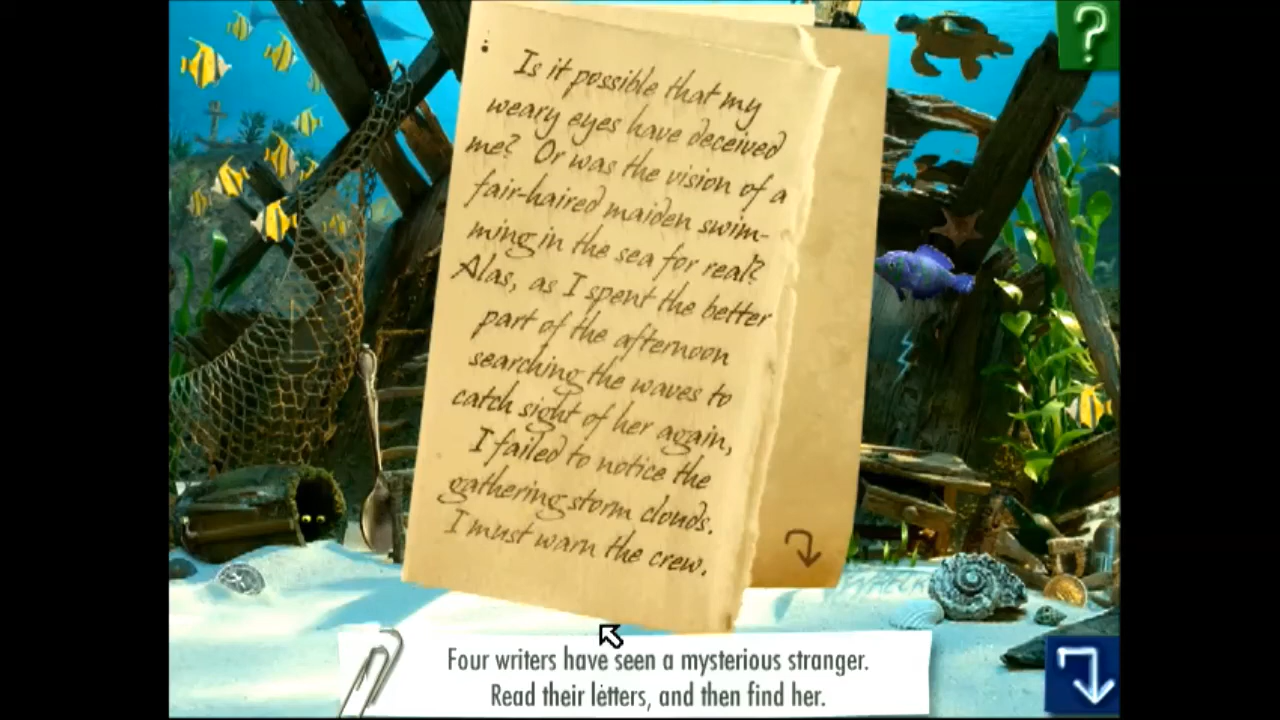 Is it possible that my
weary eyes have deceived
me? Or was the vision of a
fair-haired maiden swim-
ming in the sea for real?
Alas, as I spent the better
part of the afternoon
searching the waves to
catch sight of her again,
I failed to notice the
gathering storm clouds.
I must warn the crew.
Four writers have seen a mysterious stranger.
Read their letters, and then find her.
?